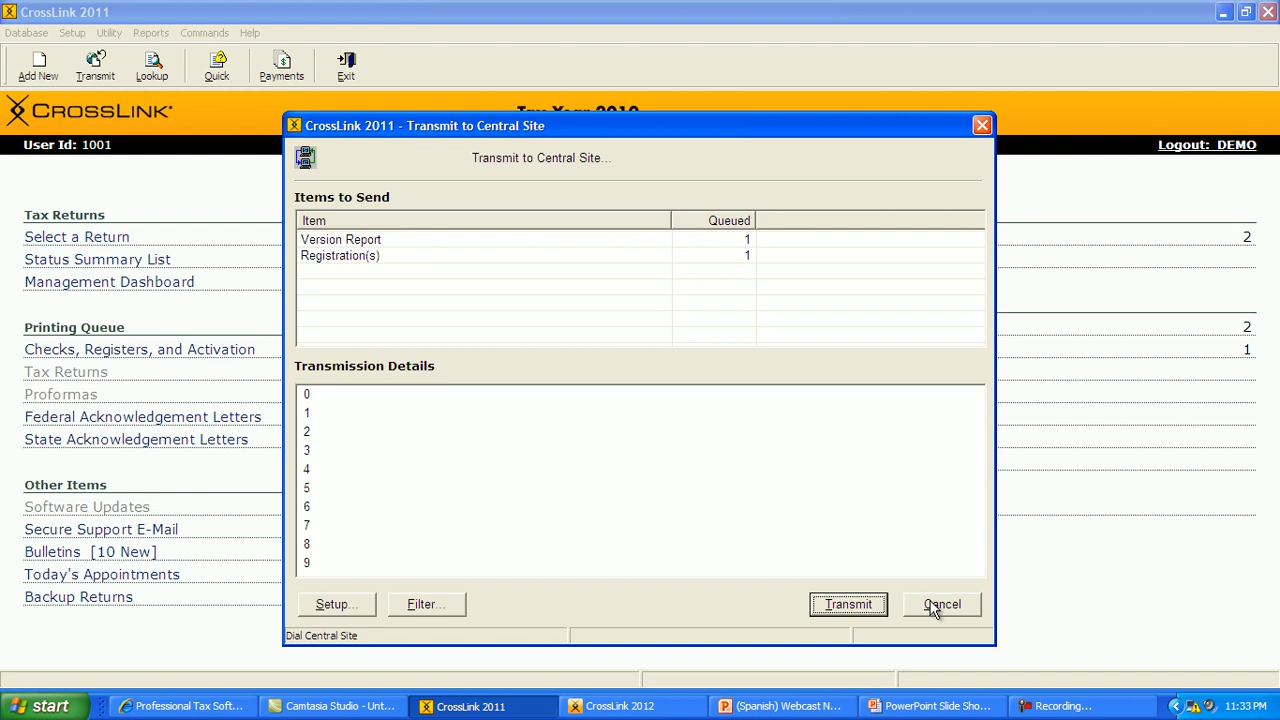 CrossLink 2011
Database Setup Utility Reports Commands Help
Add New Transmit Lookup Quick Payments Exit
CROSSLINK
User Id: 1001
Logout: DEMO
CrossLink 2011 - Transmit to Central Site
Transmit to Central Site...
Items to Send
Item Queued
Version Report 1
Registration(s) 1
Transmission Details
0
1
2
3
4
5
6
7
8
9
Setup... Filter... Transmit Cancel
Dial Central Site
Tax Returns
Select a Return 2
Status Summary List
Management Dashboard
Printing Queue 2
Checks, Registers, and Activation 1
Tax Returns
Proformas
Federal Acknowledgement Letters
State Acknowledgement Letters
Other Items
Software Updates
Secure Support E-Mail
Bulletins [10 New]
Today's Appointments
Backup Returns
start Professional Tax Soft... Camtasia Studio - Unt... CrossLink 2011 CrossLink 2012 (Spanish) Webcast N... PowerPoint Slide Sho... Recording... 11:33 PM